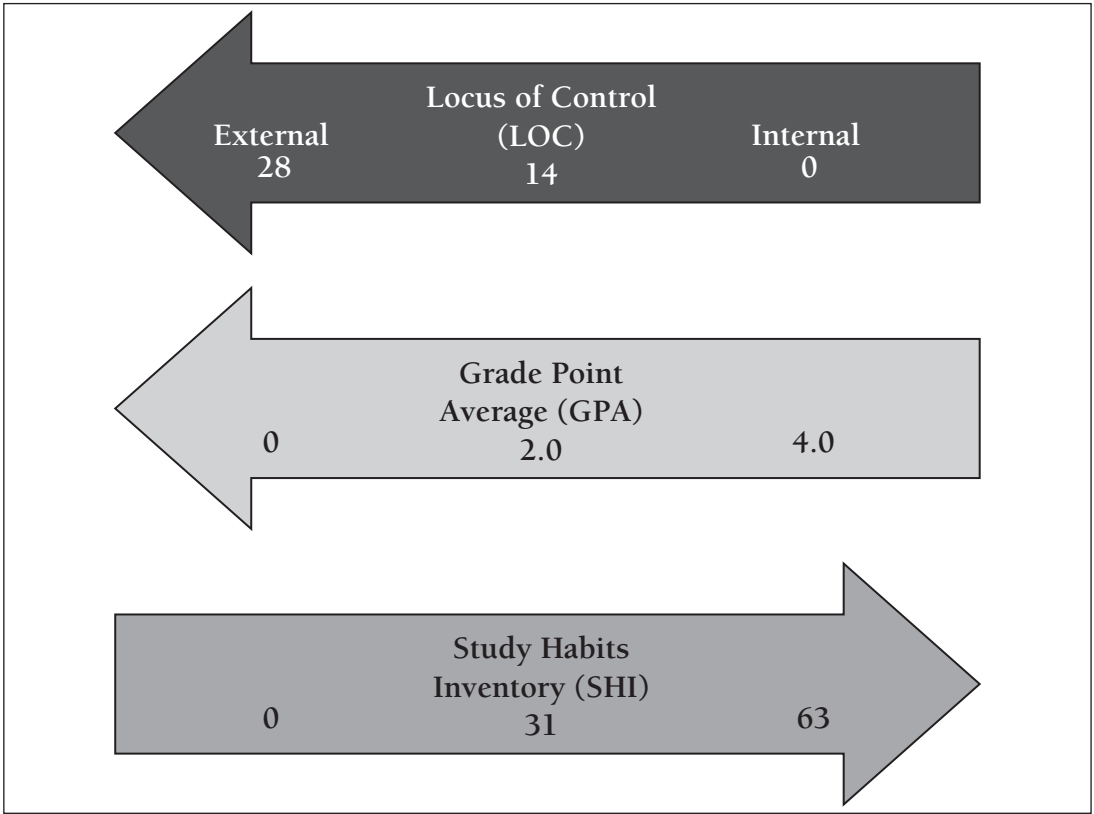 Locus of Control
External (LOC) Internal
28 14 0
Grade Point
Average (GPA)
0 2.0 4.0
Study Habits
Inventory (SHI)
0 31 63